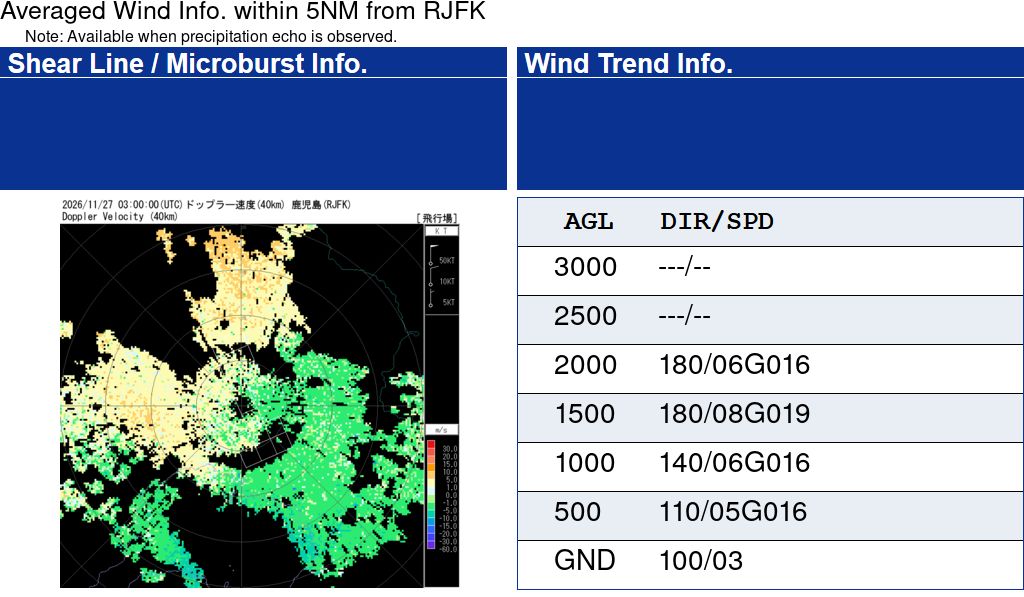 Averaged Wind Info. within 5NM from RJFK
Note: Available when precipitation echo is observed.
Shear Line / Microburst Info.
Wind Trend Info.
2026/11/27 03:00:00(UTC) ドップラー速度(40km) 鹿児島(RJFK)
Doppler Velocity (40km)
[飛行場]
K T
50KT
10KT
5KT
m/s
30.0
20.0
15.0
10.0
5.0
1.0
0.0
-1.0
-5.0
-10.0
-15.0
-20.0
-30.0
-60.0
AGL DIR/SPD
3000 ---/--
2500 ---/--
2000 180/06G016
1500 180/08G019
1000 140/06G016
500 110/05G016
GND 100/03